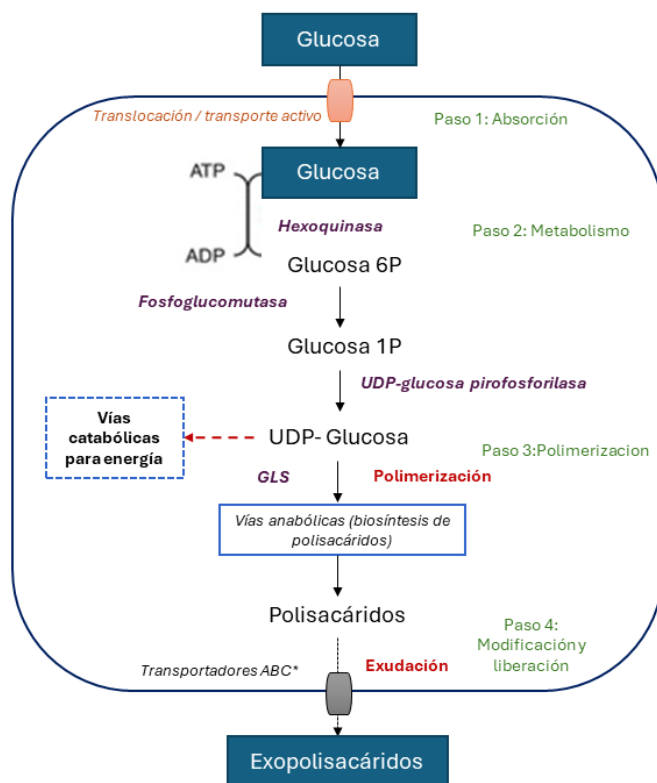 Glucosa
Translocación / transporte activo
Paso 1: Absorción
ATP
Glucosa
Hexoquinasa
Paso 2: Metabolismo
ADP
Glucosa 6P
Fosfoglucomutasa
Glucosa 1P
UDP-glucosa pirofosforilasa
Vías
catabólicas
para energía
UDP- Glucosa
Paso 3:Polimerizacion
GLS
Polimerización
Vías anabólicas (biosíntesis de
polisacáridos)
Polisacáridos
Paso 4:
Modificación y
liberación
Transportadores ABC*
Exudación
Exopolisacáridos